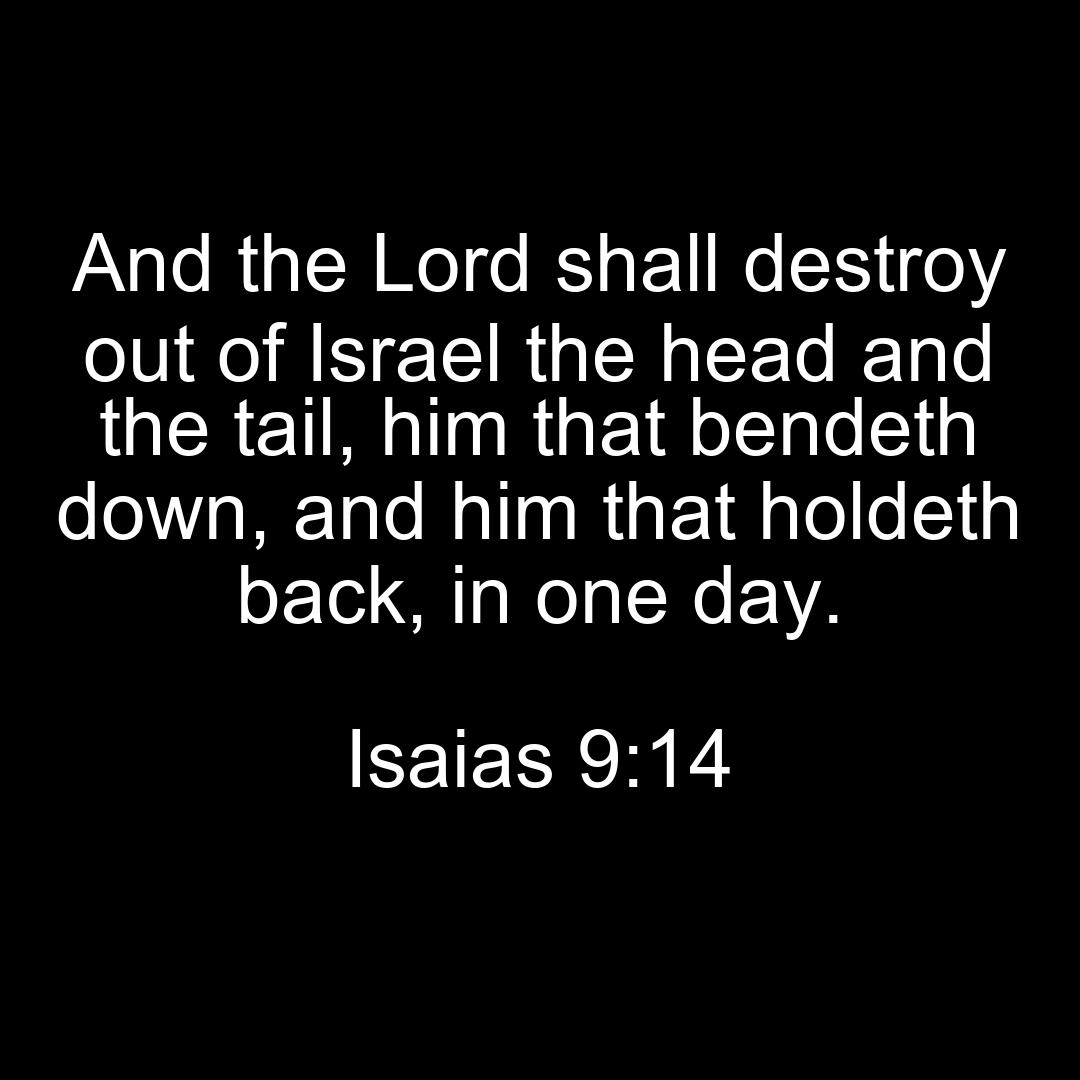 And the Lord shall destroy
out of Israel the head and
the tail, him that bendeth
down, and him that holdeth
back, in one day.
Isaias 9:14